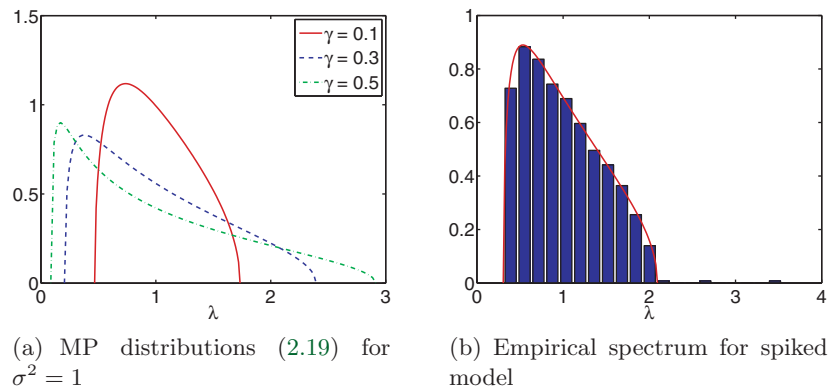 1.5
1
0.5
0
0
1
2
3
λ
γ = 0.1
γ = 0.3
γ = 0.5
1
0.8
0.6
0.4
0.2
0
0
1
2
3
4
λ
(a) MP distributions (2.19) for
σ² = 1
(b) Empirical spectrum for spiked
model